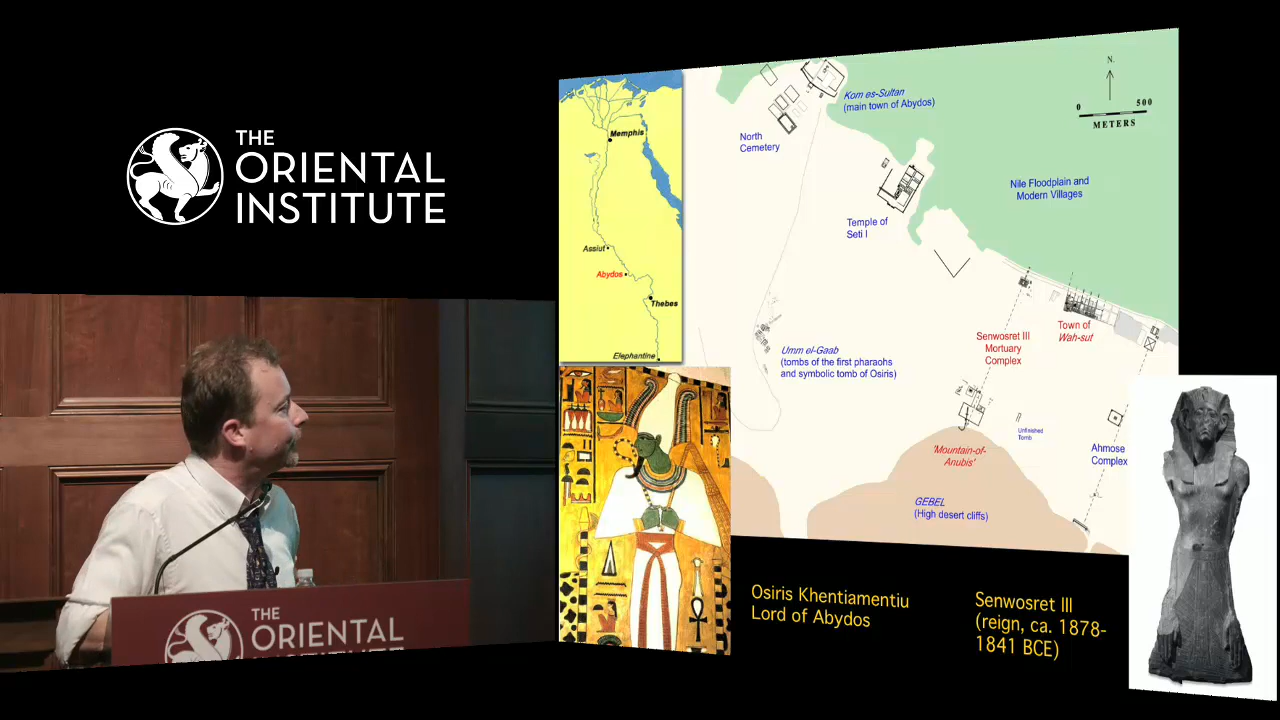 THE
ORIENTAL
INSTITUTE
Memphis
Assiut
Abydos
Thebes
Elephantine
Kom es-Sultan
(main town of Abydos)
North
Cemetery
N.
0 500
METERS
Nile Floodplain and
Modern Villages
Temple of
Seti I
Umm el-Gaab
(tombs of the first pharaohs
and symbolic tomb of Osiris)
Senwosret III
Mortuary
Complex
Town of
Wah-sut
'Mountain-of-
Anubis'
Unfinished
Tomb
Ahmose
Complex
GEBEL
(High desert cliffs)
Osiris Khentiamentiu
Lord of Abydos
Senwosret III
(reign, ca. 1878-
1841 BCE)
THE
ORIENTAL
INSTITUTE